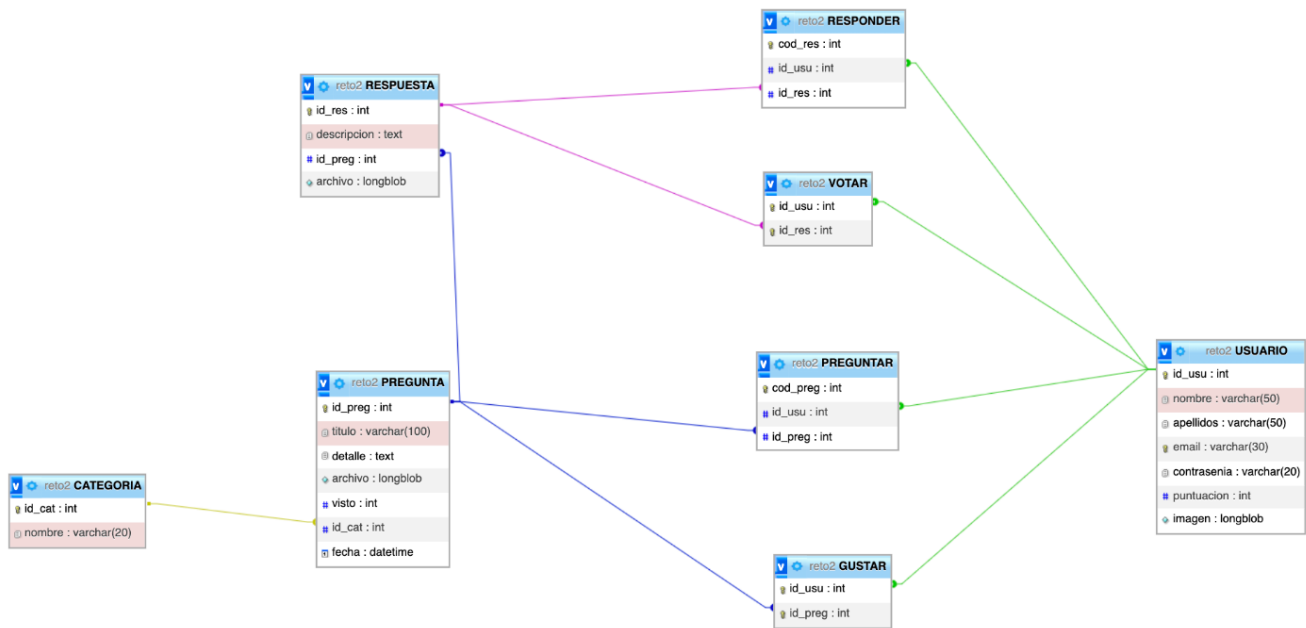 reto2 RESPONDER
cod_res : int
id_usu : int
id_res : int
reto2 RESPUESTA
id_res : int
descripcion : text
id_preg : int
archivo : longblob
reto2 VOTAR
id_usu : int
id_res : int
reto2 PREGUNTAR
cod_preg : int
id_usu : int
id_preg : int
reto2 USUARIO
id_usu : int
nombre : varchar(50)
apellidos : varchar(50)
email : varchar(30)
contrasenia : varchar(20)
puntuacion : int
imagen : longblob
reto2 PREGUNTA
id_preg : int
titulo : varchar(100)
detalle : text
archivo : longblob
visto : int
id_cat : int
fecha : datetime
reto2 CATEGORIA
id_cat : int
nombre : varchar(20)
reto2 GUSTAR
id_usu : int
id_preg : int